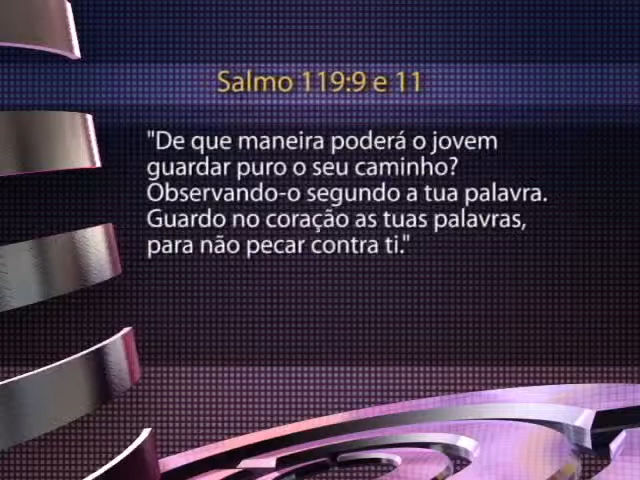 Salmo 119:9 e 11
"De que maneira poderá o jovem
guardar puro o seu caminho?
Observando-o segundo a tua palavra.
Guardo no coração as tuas palavras,
para não pecar contra ti."